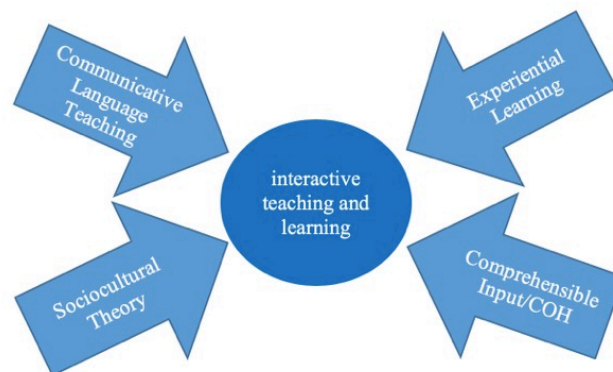 Communicative
Language
Teaching
Experiential
Learning
interactive
teaching and
learning
Sociocultural
Theory
Comprehensible
Input/COH